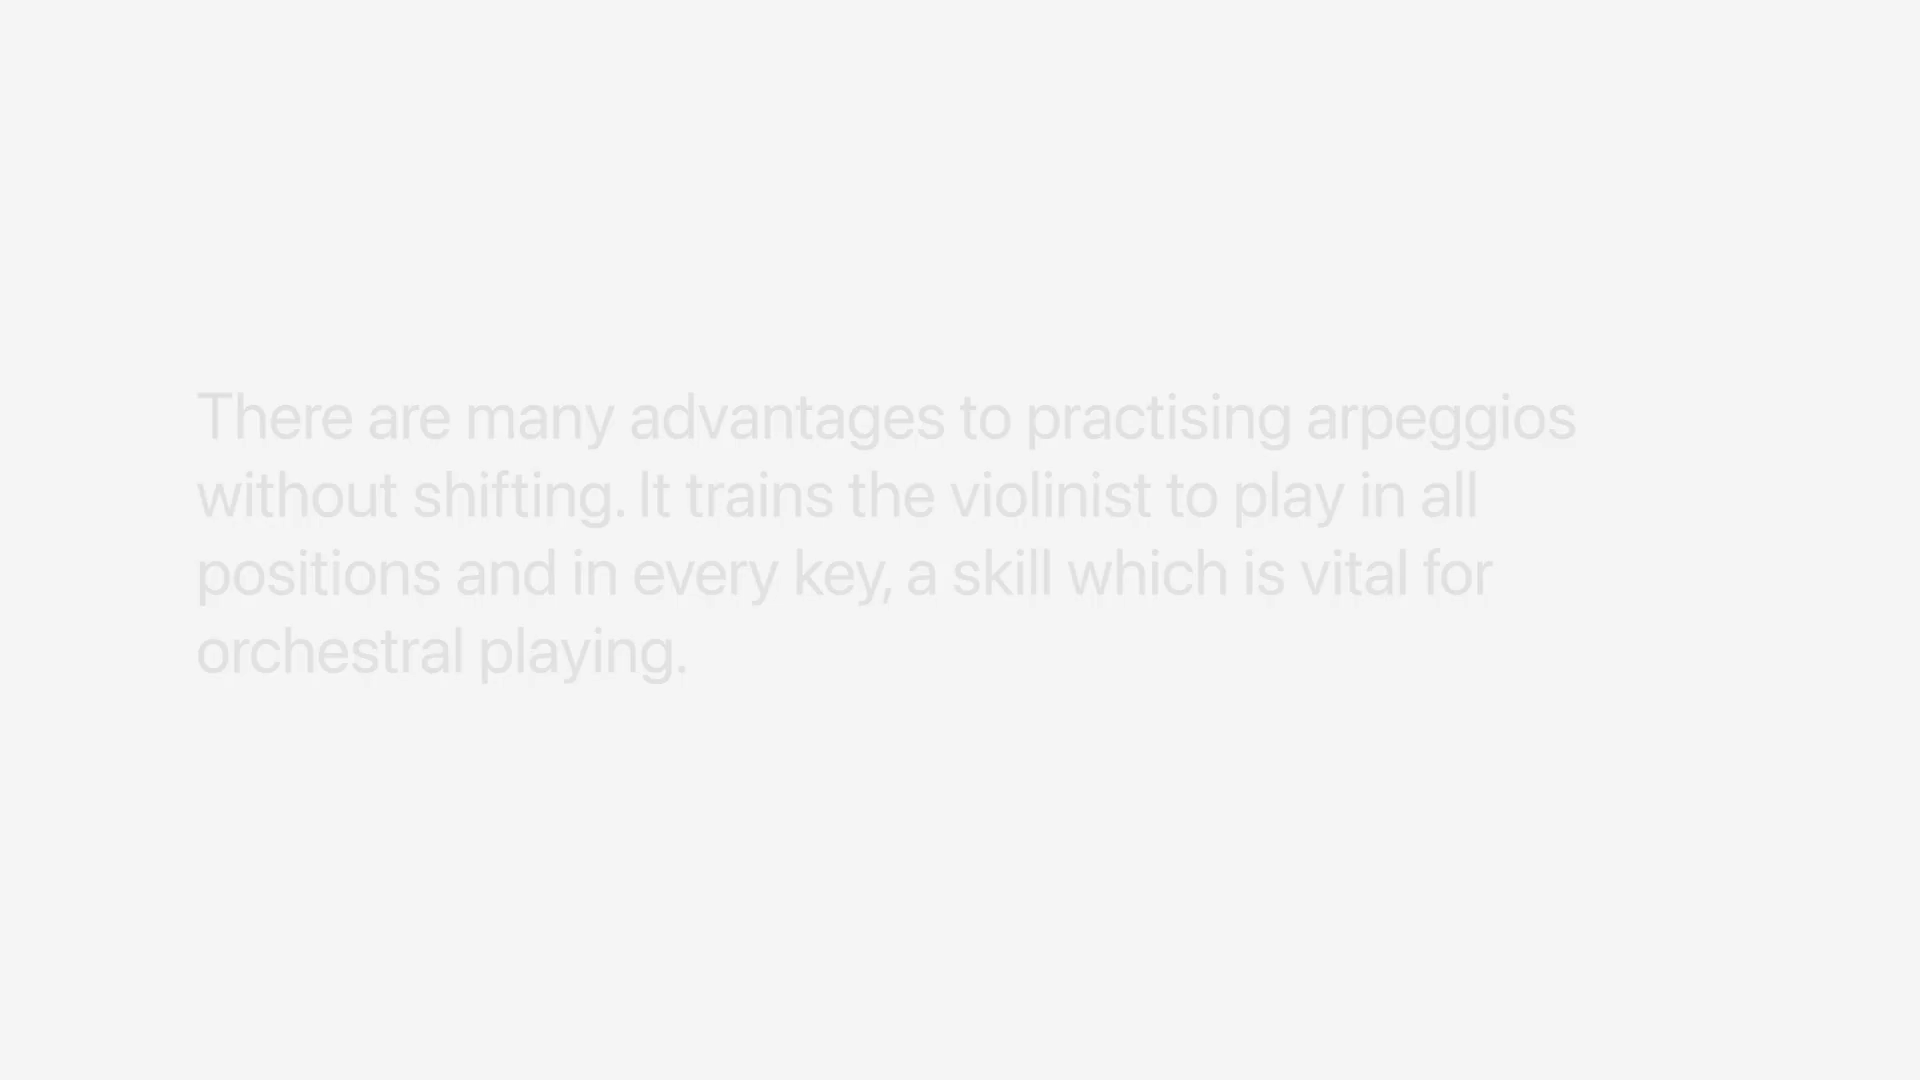 There are many advantages to practising arpeggios
without shifting. It trains the violinist to play in all
positions and in every key, a skill which is vital for
orchestral playing.